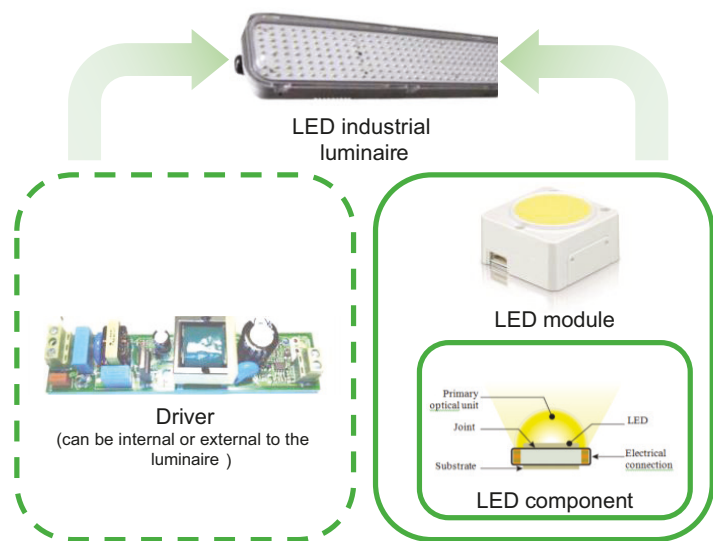 LED industrial
luminaire
LED module
Driver
(can be internal or external to the
luminaire )
Primary
optical unit
Joint
LED
Electrical
connection
Substrate
LED component